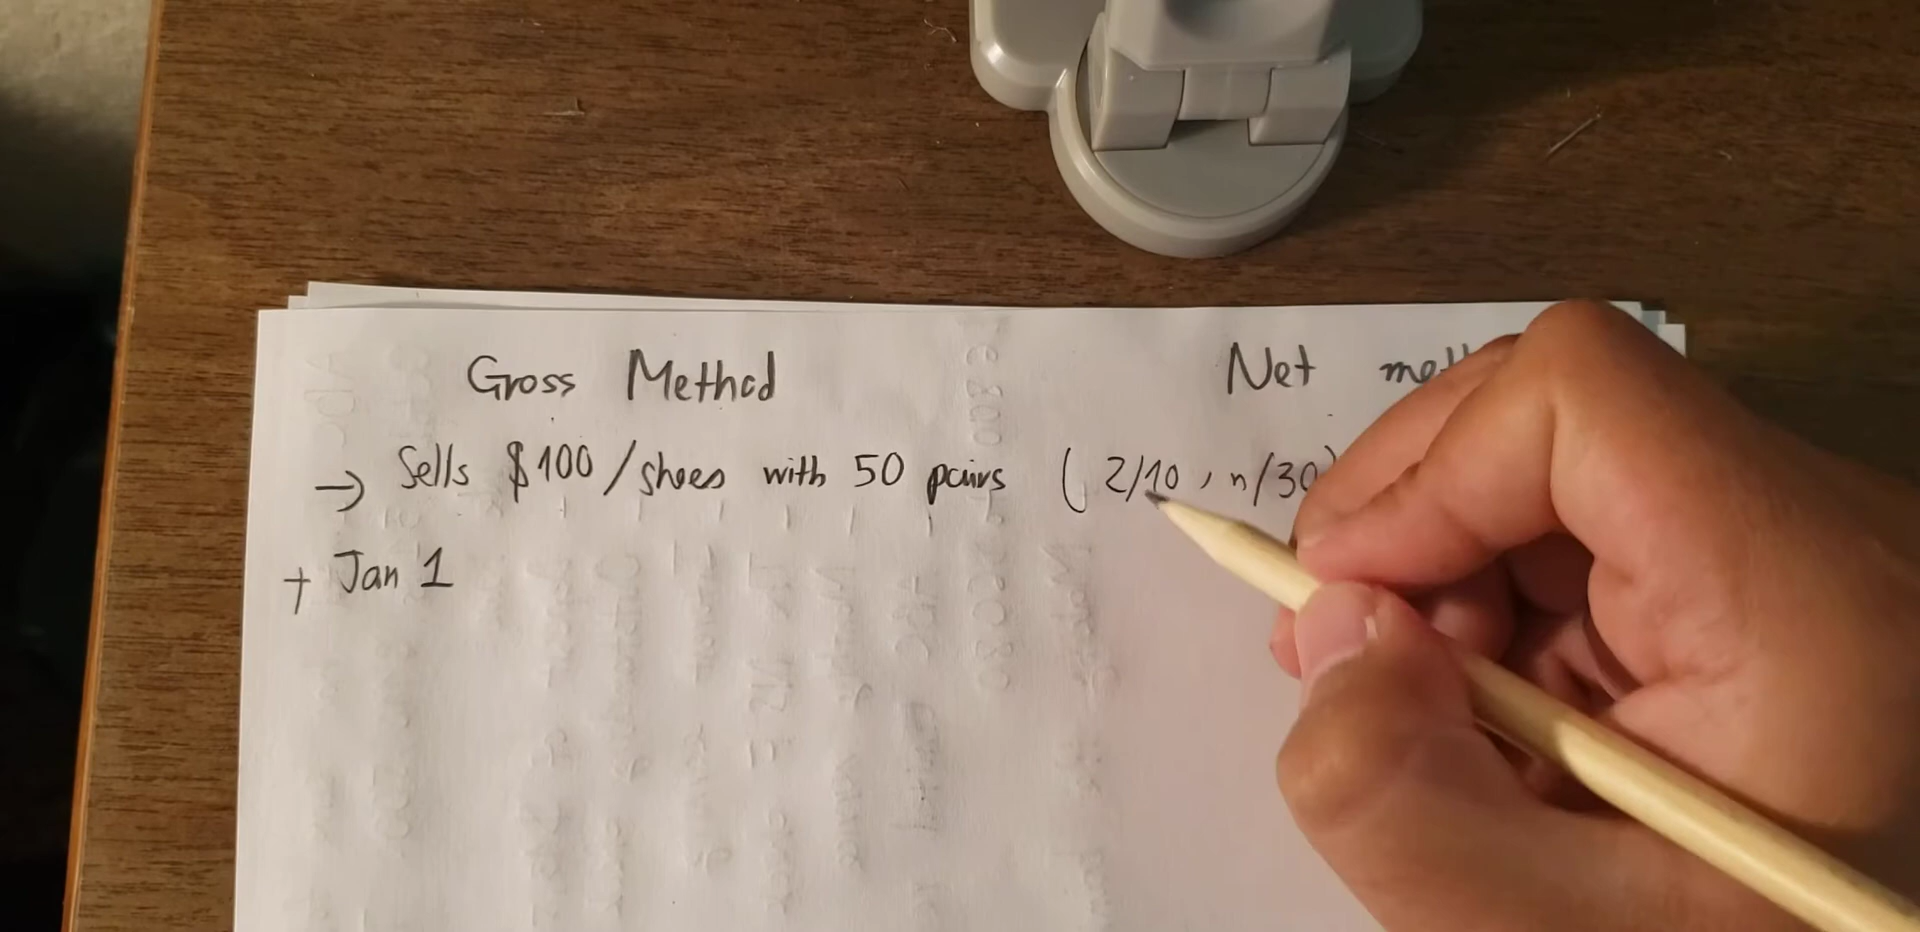 Gross Method Net
→ Sells $100/shoes with 50 pairs (2/10, n/30)
+ Jan 1